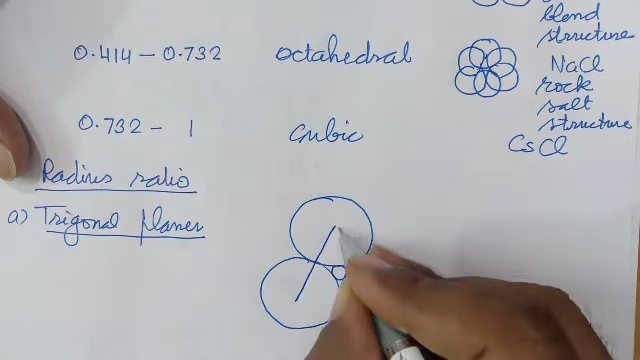 blend
structure
0.414 - 0.732 octahedral
NaCl
rock
salt
structure
0.732 - 1 cubic
CsCl
Radius ratio
a) Trigonal planer